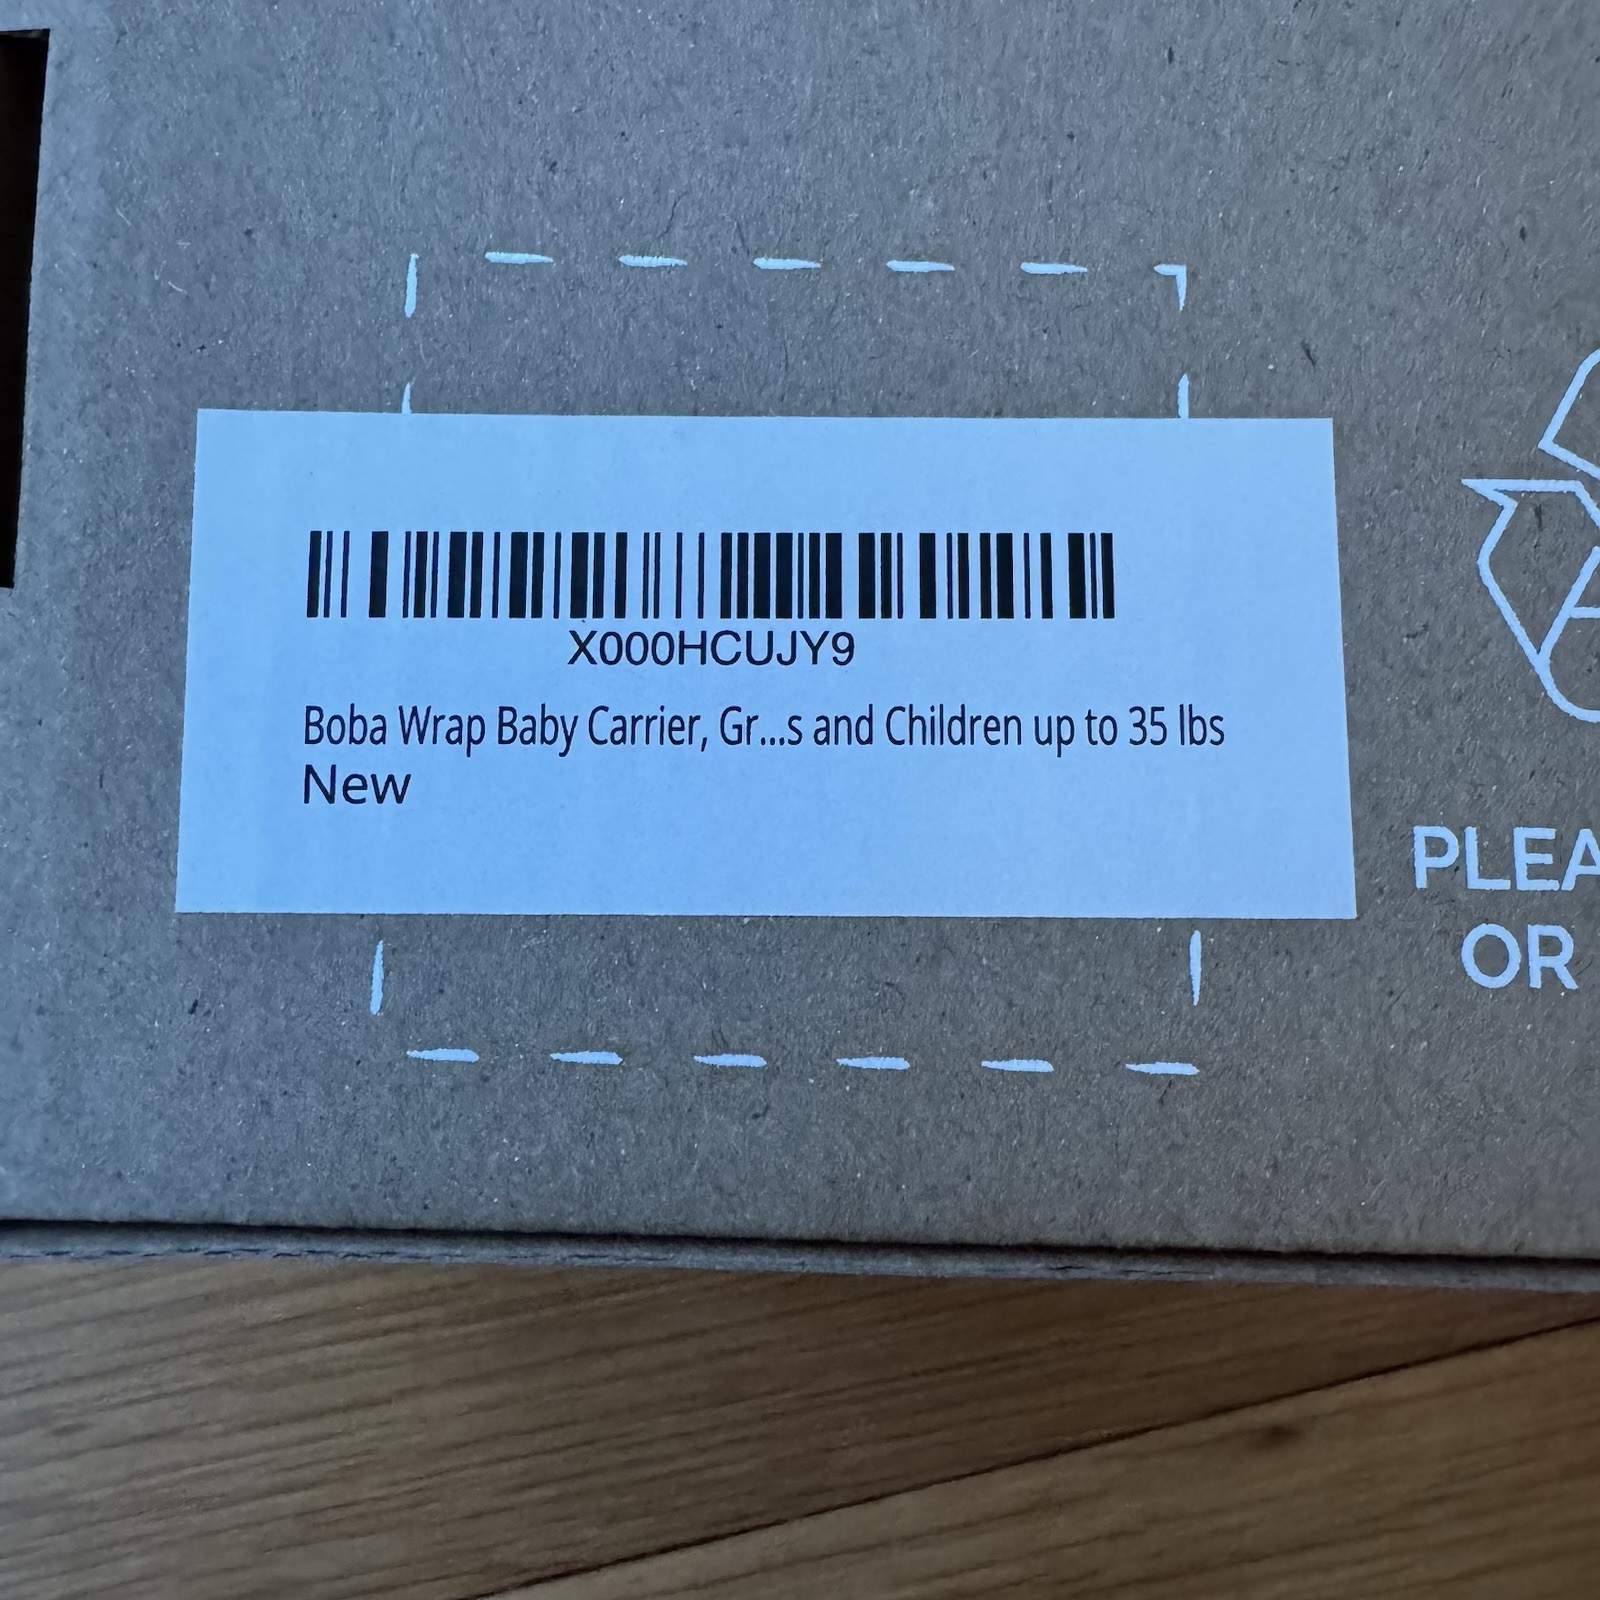 X000HCUJY9
Boba Wrap Baby Carrier, Gr...s and Children up to 35 lbs
New
PLEA
OR